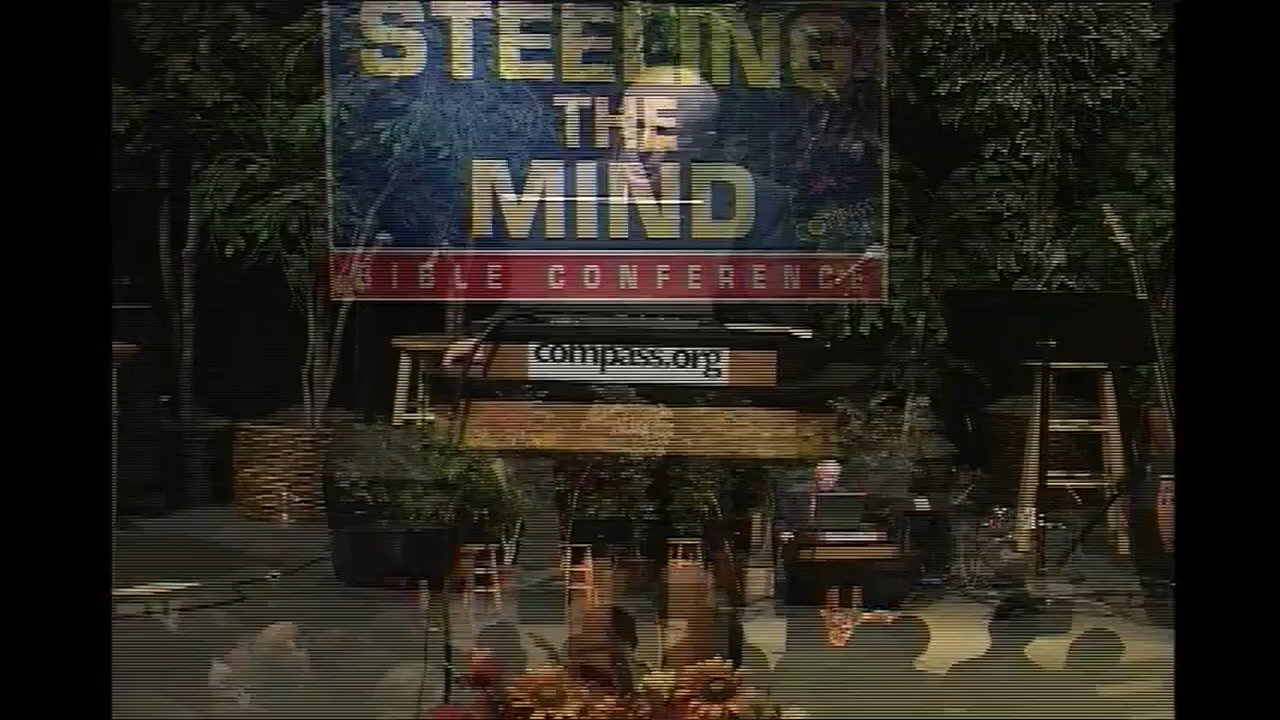 STEELING
THE
MIND
BIBLE CONFERENCE
compass.org